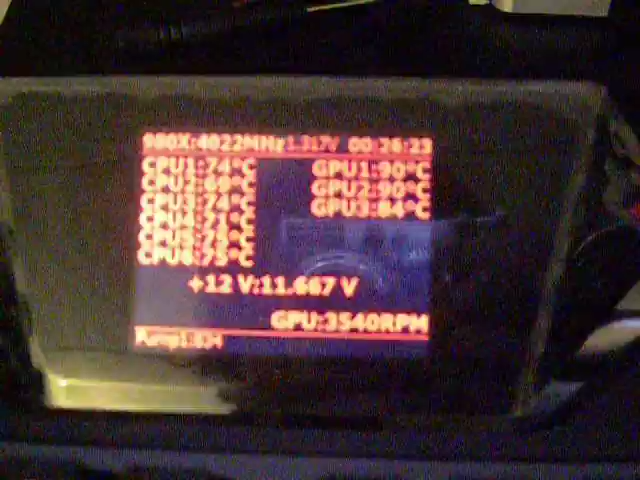 980X:4022MHz 1.317V 00:26:23
CPU1:74°C GPU1:90°C
CPU2:69°C GPU2:90°C
CPU3:74°C GPU3:84°C
CPU4:71°C
CPU5:
CPU6:75°C
+12 V:11.667 V
GPU:3540RPM